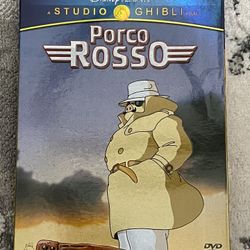 A STUDIO GHIBLI FILM
PORCO
ROSSO
DVD